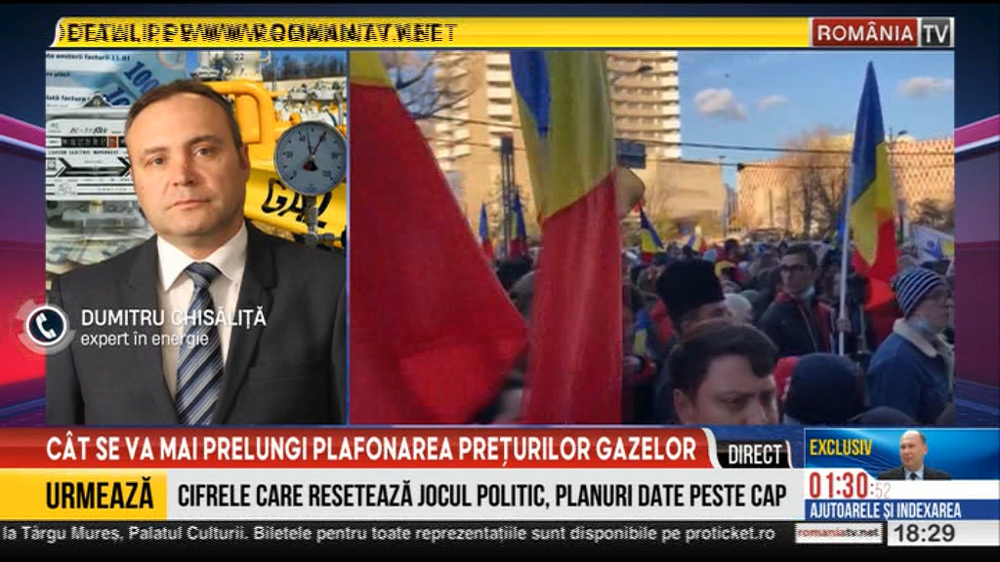 WWW.ROMANIATV.NET
ROMÂNIA TV
22
100
GAZ
DUMITRU CHISĂLIȚĂ
expert în energie
CÂT SE VA MAI PRELUNGI PLAFONAREA PREȚURILOR GAZELOR
DIRECT
EXCLUSIV
01:30:52
AJUTOARELE ȘI INDEXAREA
URMEAZĂ
CIFRELE CARE RESETEAZĂ JOCUL POLITIC, PLANURI DATE PESTE CAP
la Târgu Mureș, Palatul Culturii. Biletele pentru toate reprezentațiile sunt disponibile pe proticket.ro
romaniatv.net
18:29